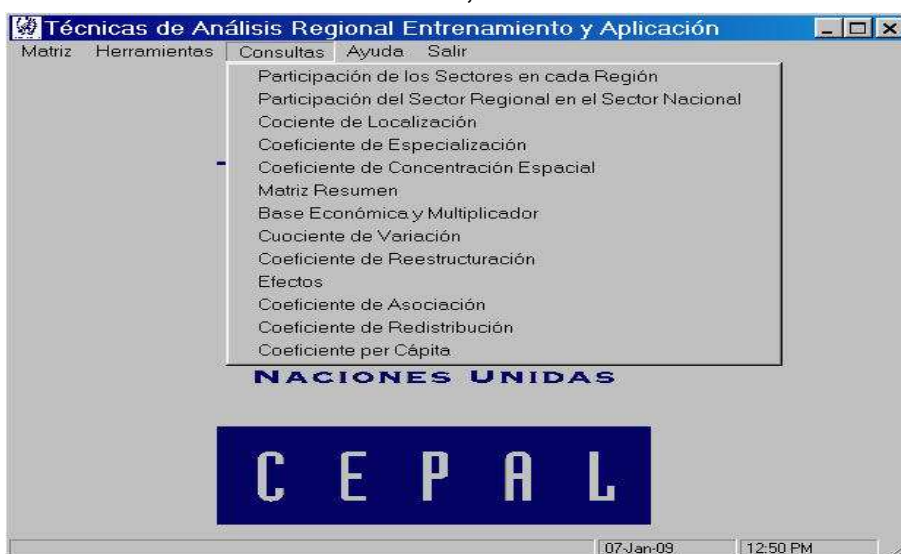 Técnicas de Análisis Regional Entrenamiento y Aplicación
Matriz Herramientas Consultas Ayuda Salir
Participación de los Sectores en cada Región
Participación del Sector Regional en el Sector Nacional
Cociente de Localización
Coeficiente de Especialización
Coeficiente de Concentración Espacial
Matriz Resumen
Base Económica y Multiplicador
Cuociente de Variación
Coeficiente de Reestructuración
Efectos
Coeficiente de Asociación
Coeficiente de Redistribución
Coeficiente per Cápita
NACIONES UNIDAS
CEPAL
07-Jan-09 12:50 PM